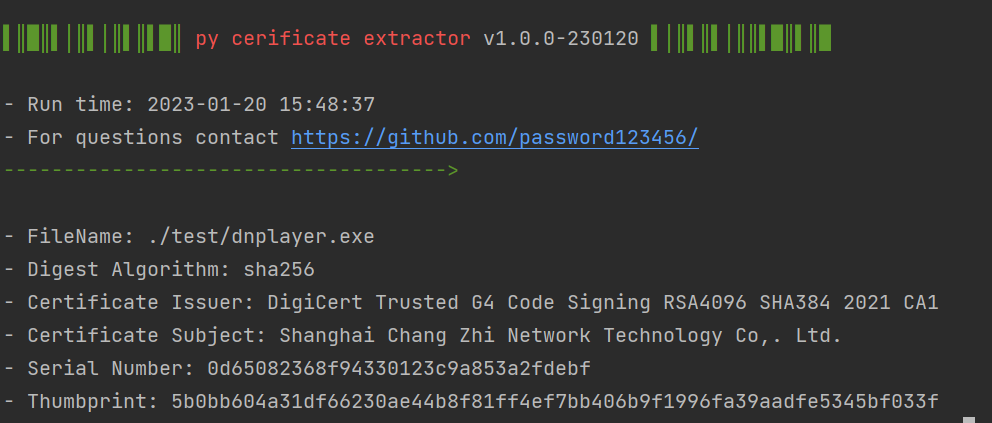 py cerificate extractor v1.0.0-230120
- Run time: 2023-01-20 15:48:37
- For questions contact https://github.com/password123456/
------------------------------------->
- FileName: ./test/dnplayer.exe
- Digest Algorithm: sha256
- Certificate Issuer: DigiCert Trusted G4 Code Signing RSA4096 SHA384 2021 CA1
- Certificate Subject: Shanghai Chang Zhi Network Technology Co,. Ltd.
- Serial Number: 0d65082368f94330123c9a853a2fdebf
- Thumbprint: 5b0bb604a31df66230ae44b8f81ff4ef7bb406b9f1996fa39aadfe5345bf033f